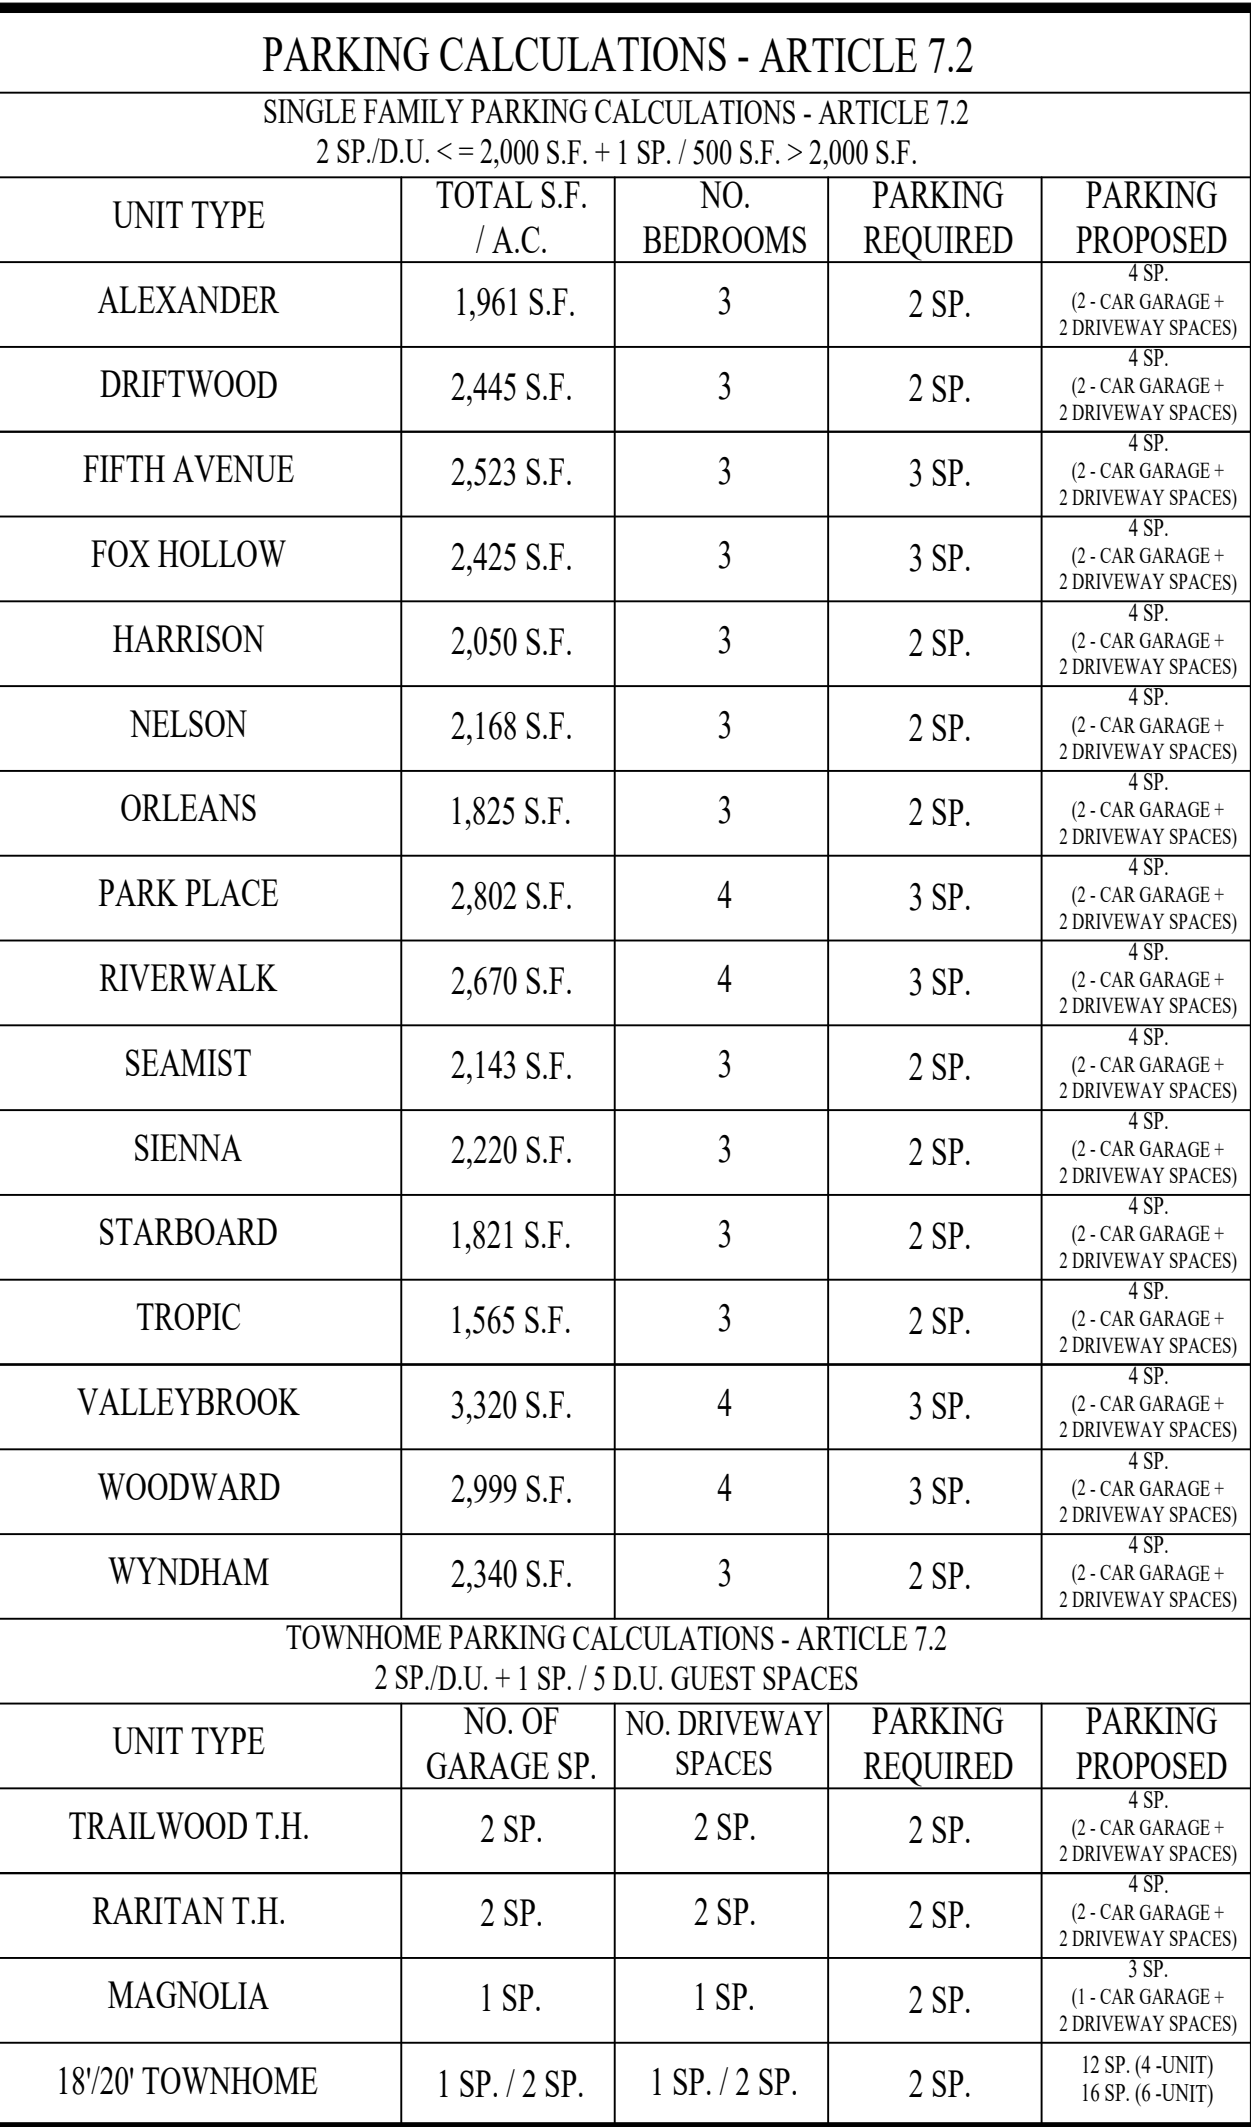 PARKING CALCULATIONS - ARTICLE 7.2
SINGLE FAMILY PARKING CALCULATIONS - ARTICLE 7.2
2 SP./D.U. < = 2,000 S.F. + 1 SP. / 500 S.F. > 2,000 S.F.
UNIT TYPE
TOTAL S.F.
/ A.C.
NO.
BEDROOMS
PARKING
REQUIRED
PARKING
PROPOSED
ALEXANDER
1,961 S.F.
3
2 SP.
4 SP.
(2 - CAR GARAGE +
2 DRIVEWAY SPACES)
DRIFTWOOD
2,445 S.F.
3
2 SP.
4 SP.
(2 - CAR GARAGE +
2 DRIVEWAY SPACES)
FIFTH AVENUE
2,523 S.F.
3
3 SP.
4 SP.
(2 - CAR GARAGE +
2 DRIVEWAY SPACES)
FOX HOLLOW
2,425 S.F.
3
3 SP.
4 SP.
(2 - CAR GARAGE +
2 DRIVEWAY SPACES)
HARRISON
2,050 S.F.
3
2 SP.
4 SP.
(2 - CAR GARAGE +
2 DRIVEWAY SPACES)
NELSON
2,168 S.F.
3
2 SP.
4 SP.
(2 - CAR GARAGE +
2 DRIVEWAY SPACES)
ORLEANS
1,825 S.F.
3
2 SP.
4 SP.
(2 - CAR GARAGE +
2 DRIVEWAY SPACES)
PARK PLACE
2,802 S.F.
4
3 SP.
4 SP.
(2 - CAR GARAGE +
2 DRIVEWAY SPACES)
RIVERWALK
2,670 S.F.
4
3 SP.
4 SP.
(2 - CAR GARAGE +
2 DRIVEWAY SPACES)
SEAMIST
2,143 S.F.
3
2 SP.
4 SP.
(2 - CAR GARAGE +
2 DRIVEWAY SPACES)
SIENNA
2,220 S.F.
3
2 SP.
4 SP.
(2 - CAR GARAGE +
2 DRIVEWAY SPACES)
STARBOARD
1,821 S.F.
3
2 SP.
4 SP.
(2 - CAR GARAGE +
2 DRIVEWAY SPACES)
TROPIC
1,565 S.F.
3
2 SP.
4 SP.
(2 - CAR GARAGE +
2 DRIVEWAY SPACES)
VALLEYBROOK
3,320 S.F.
4
3 SP.
4 SP.
(2 - CAR GARAGE +
2 DRIVEWAY SPACES)
WOODWARD
2,999 S.F.
4
3 SP.
4 SP.
(2 - CAR GARAGE +
2 DRIVEWAY SPACES)
WYNDHAM
2,340 S.F.
3
2 SP.
4 SP.
(2 - CAR GARAGE +
2 DRIVEWAY SPACES)
TOWNHOME PARKING CALCULATIONS - ARTICLE 7.2
2 SP./D.U. + 1 SP. / 5 D.U. GUEST SPACES
UNIT TYPE
NO. OF
GARAGE SP.
NO. DRIVEWAY
SPACES
PARKING
REQUIRED
PARKING
PROPOSED
TRAILWOOD T.H.
2 SP.
2 SP.
2 SP.
4 SP.
(2 - CAR GARAGE +
2 DRIVEWAY SPACES)
RARITAN T.H.
2 SP.
2 SP.
2 SP.
4 SP.
(2 - CAR GARAGE +
2 DRIVEWAY SPACES)
MAGNOLIA
1 SP.
1 SP.
2 SP.
3 SP.
(1 - CAR GARAGE +
2 DRIVEWAY SPACES)
18'/20' TOWNHOME
1 SP. / 2 SP.
1 SP. / 2 SP.
2 SP.
12 SP. (4 -UNIT)
16 SP. (6 -UNIT)